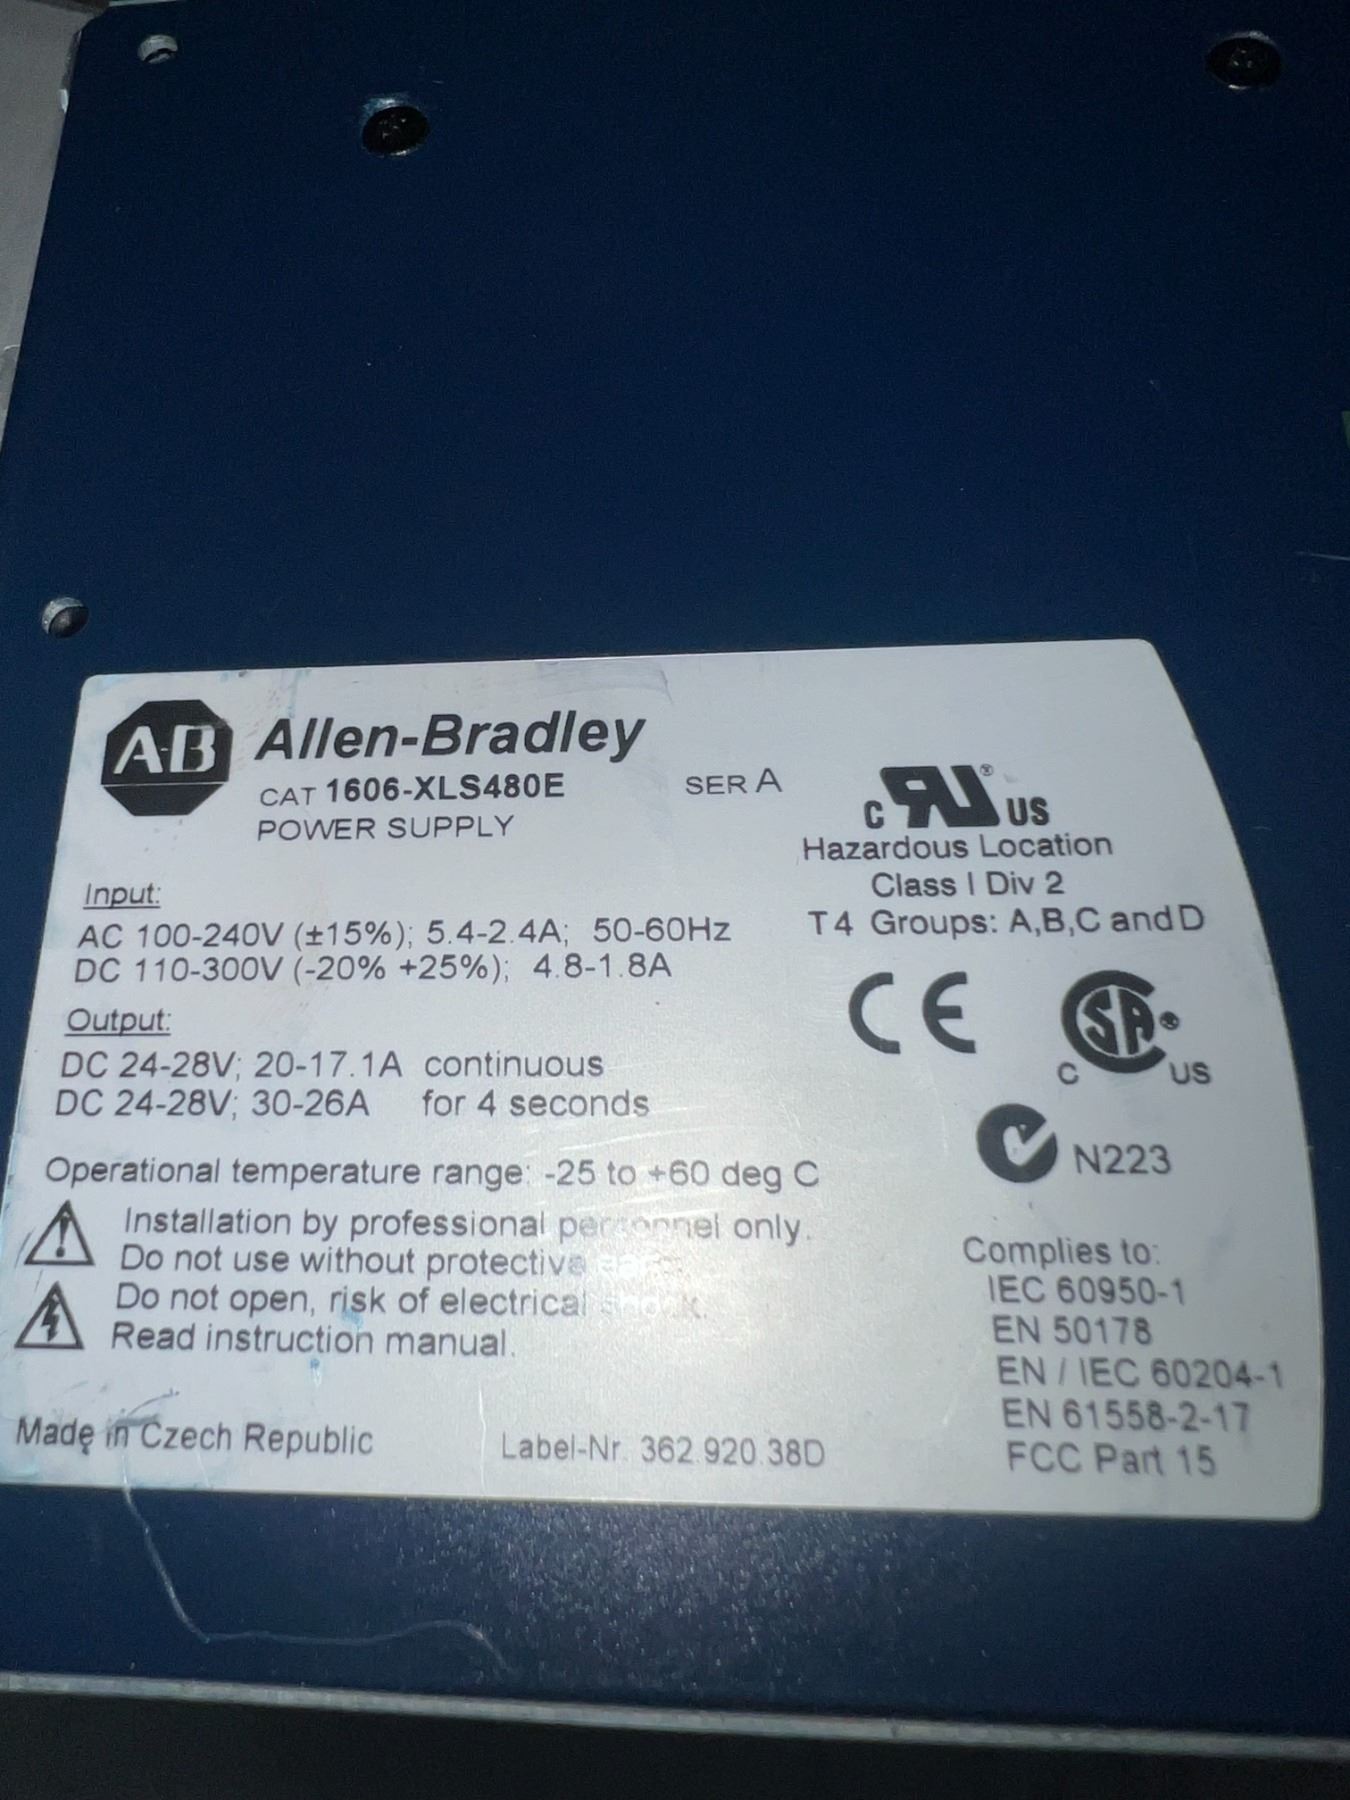 A-B Allen-Bradley
CAT 1606-XLS480E SER A
POWER SUPPLY
Input:
AC 100-240V (±15%); 5.4-2.4A; 50-60Hz
DC 110-300V (-20% +25%); 4.8-1.8A
Output:
DC 24-28V; 20-17.1A continuous
DC 24-28V; 30-26A for 4 seconds
Operational temperature range: -25 to +60 deg C
Installation by professional personnel only.
Do not use without protective
Do not open, risk of electrical shock.
Read instruction manual.
Made in Czech Republic
Label-Nr. 362.920.38D
C RU ® US
Hazardous Location
Class I Div 2
T4 Groups: A,B,C and D
CE
C SA ® US
N223
Complies to:
IEC 60950-1
EN 50178
EN / IEC 60204-1
EN 61558-2-17
FCC Part 15